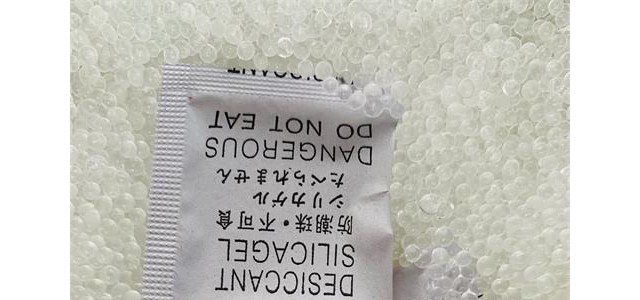 DESICCANT
SILICAGEL
防潮珠・不可食
シリカゲル
たべられません
DANGEROUS
DO NOT EAT